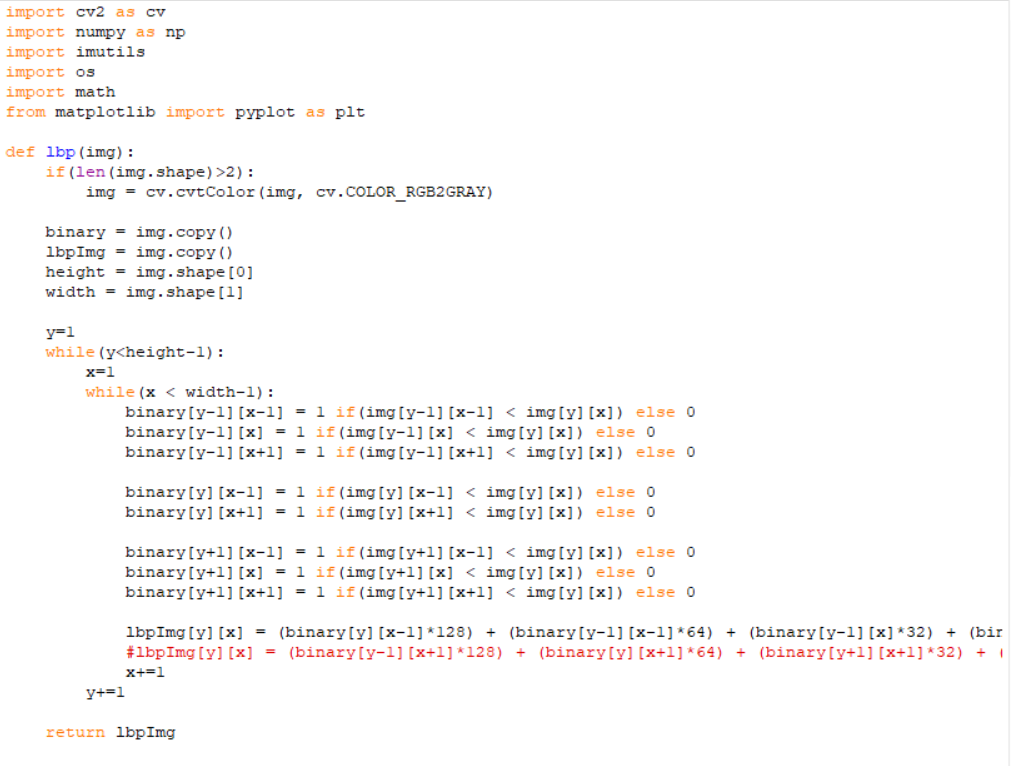 import cv2 as cv
import numpy as np
import imutils
import os
import math
from matplotlib import pyplot as plt

def lbp(img):
    if(len(img.shape)>2):
        img = cv.cvtColor(img, cv.COLOR_RGB2GRAY)

    binary = img.copy()
    lbpImg = img.copy()
    height = img.shape[0]
    width = img.shape[1]

    y=1
    while(y<height-1):
        x=1
        while(x < width-1):
            binary[y-1][x-1] = 1 if(img[y-1][x-1] < img[y][x]) else 0
            binary[y-1][x] = 1 if(img[y-1][x] < img[y][x]) else 0
            binary[y-1][x+1] = 1 if(img[y-1][x+1] < img[y][x]) else 0

            binary[y][x-1] = 1 if(img[y][x-1] < img[y][x]) else 0
            binary[y][x+1] = 1 if(img[y][x+1] < img[y][x]) else 0

            binary[y+1][x-1] = 1 if(img[y+1][x-1] < img[y][x]) else 0
            binary[y+1][x] = 1 if(img[y+1][x] < img[y][x]) else 0
            binary[y+1][x+1] = 1 if(img[y+1][x+1] < img[y][x]) else 0

            lbpImg[y][x] = (binary[y][x-1]*128) + (binary[y-1][x-1]*64) + (binary[y-1][x]*32) + (bin
            #lbpImg[y][x] = (binary[y-1][x+1]*128) + (binary[y][x+1]*64) + (binary[y+1][x+1]*32) + (
            x+=1
        y+=1

    return lbpImg